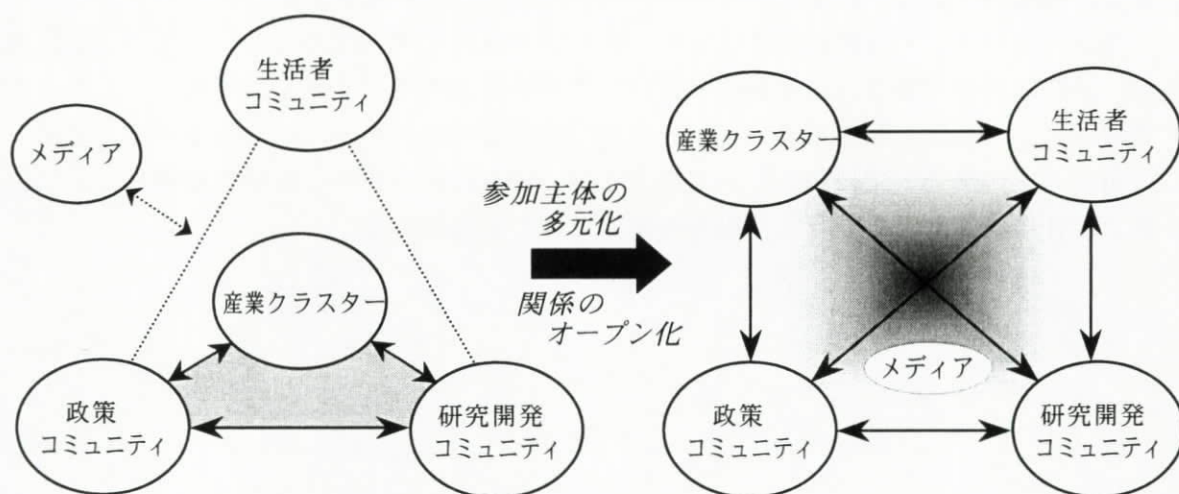 生活者
コミュニティ
メディア
産業クラスター
政策
コミュニティ
研究開発
コミュニティ
参加主体の
多元化
関係の
オープン化
産業クラスター
生活者
コミュニティ
メディア
政策
コミュニティ
研究開発
コミュニティ